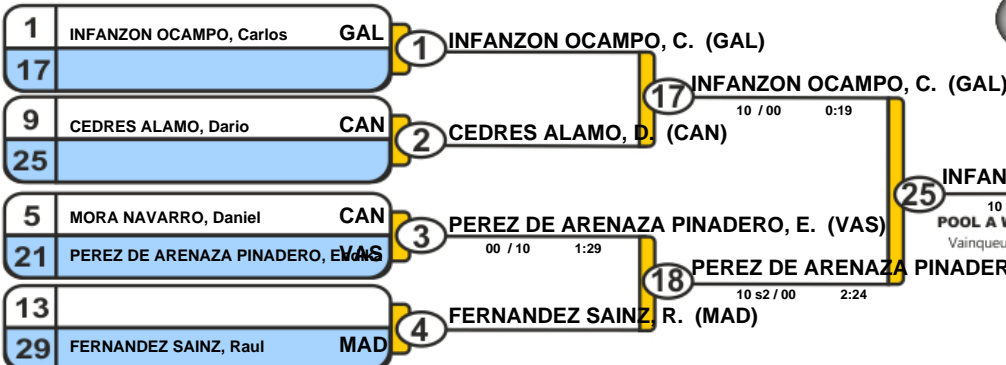 1 INFANZON OCAMPO, Carlos GAL
17
9 CEDRES ALAMO, Dario CAN
25
5 MORA NAVARRO, Daniel CAN
21 PEREZ DE ARENAZA PINADERO, VAS
13
29 FERNANDEZ SAINZ, Raul MAD
1 INFANZON OCAMPO, C. (GAL)
2 CEDRES ALAMO, D. (CAN)
3 PEREZ DE ARENAZA PINADERO, E. (VAS)
00 / 10 1:29
4 FERNANDEZ SAINZ, R. (MAD)
17 INFANZON OCAMPO, C. (GAL)
10 / 00 0:19
18 PEREZ DE ARENAZA PINADER
10 s2 / 00 2:24
25 INFAN
10
POOL A W
Vainqueu